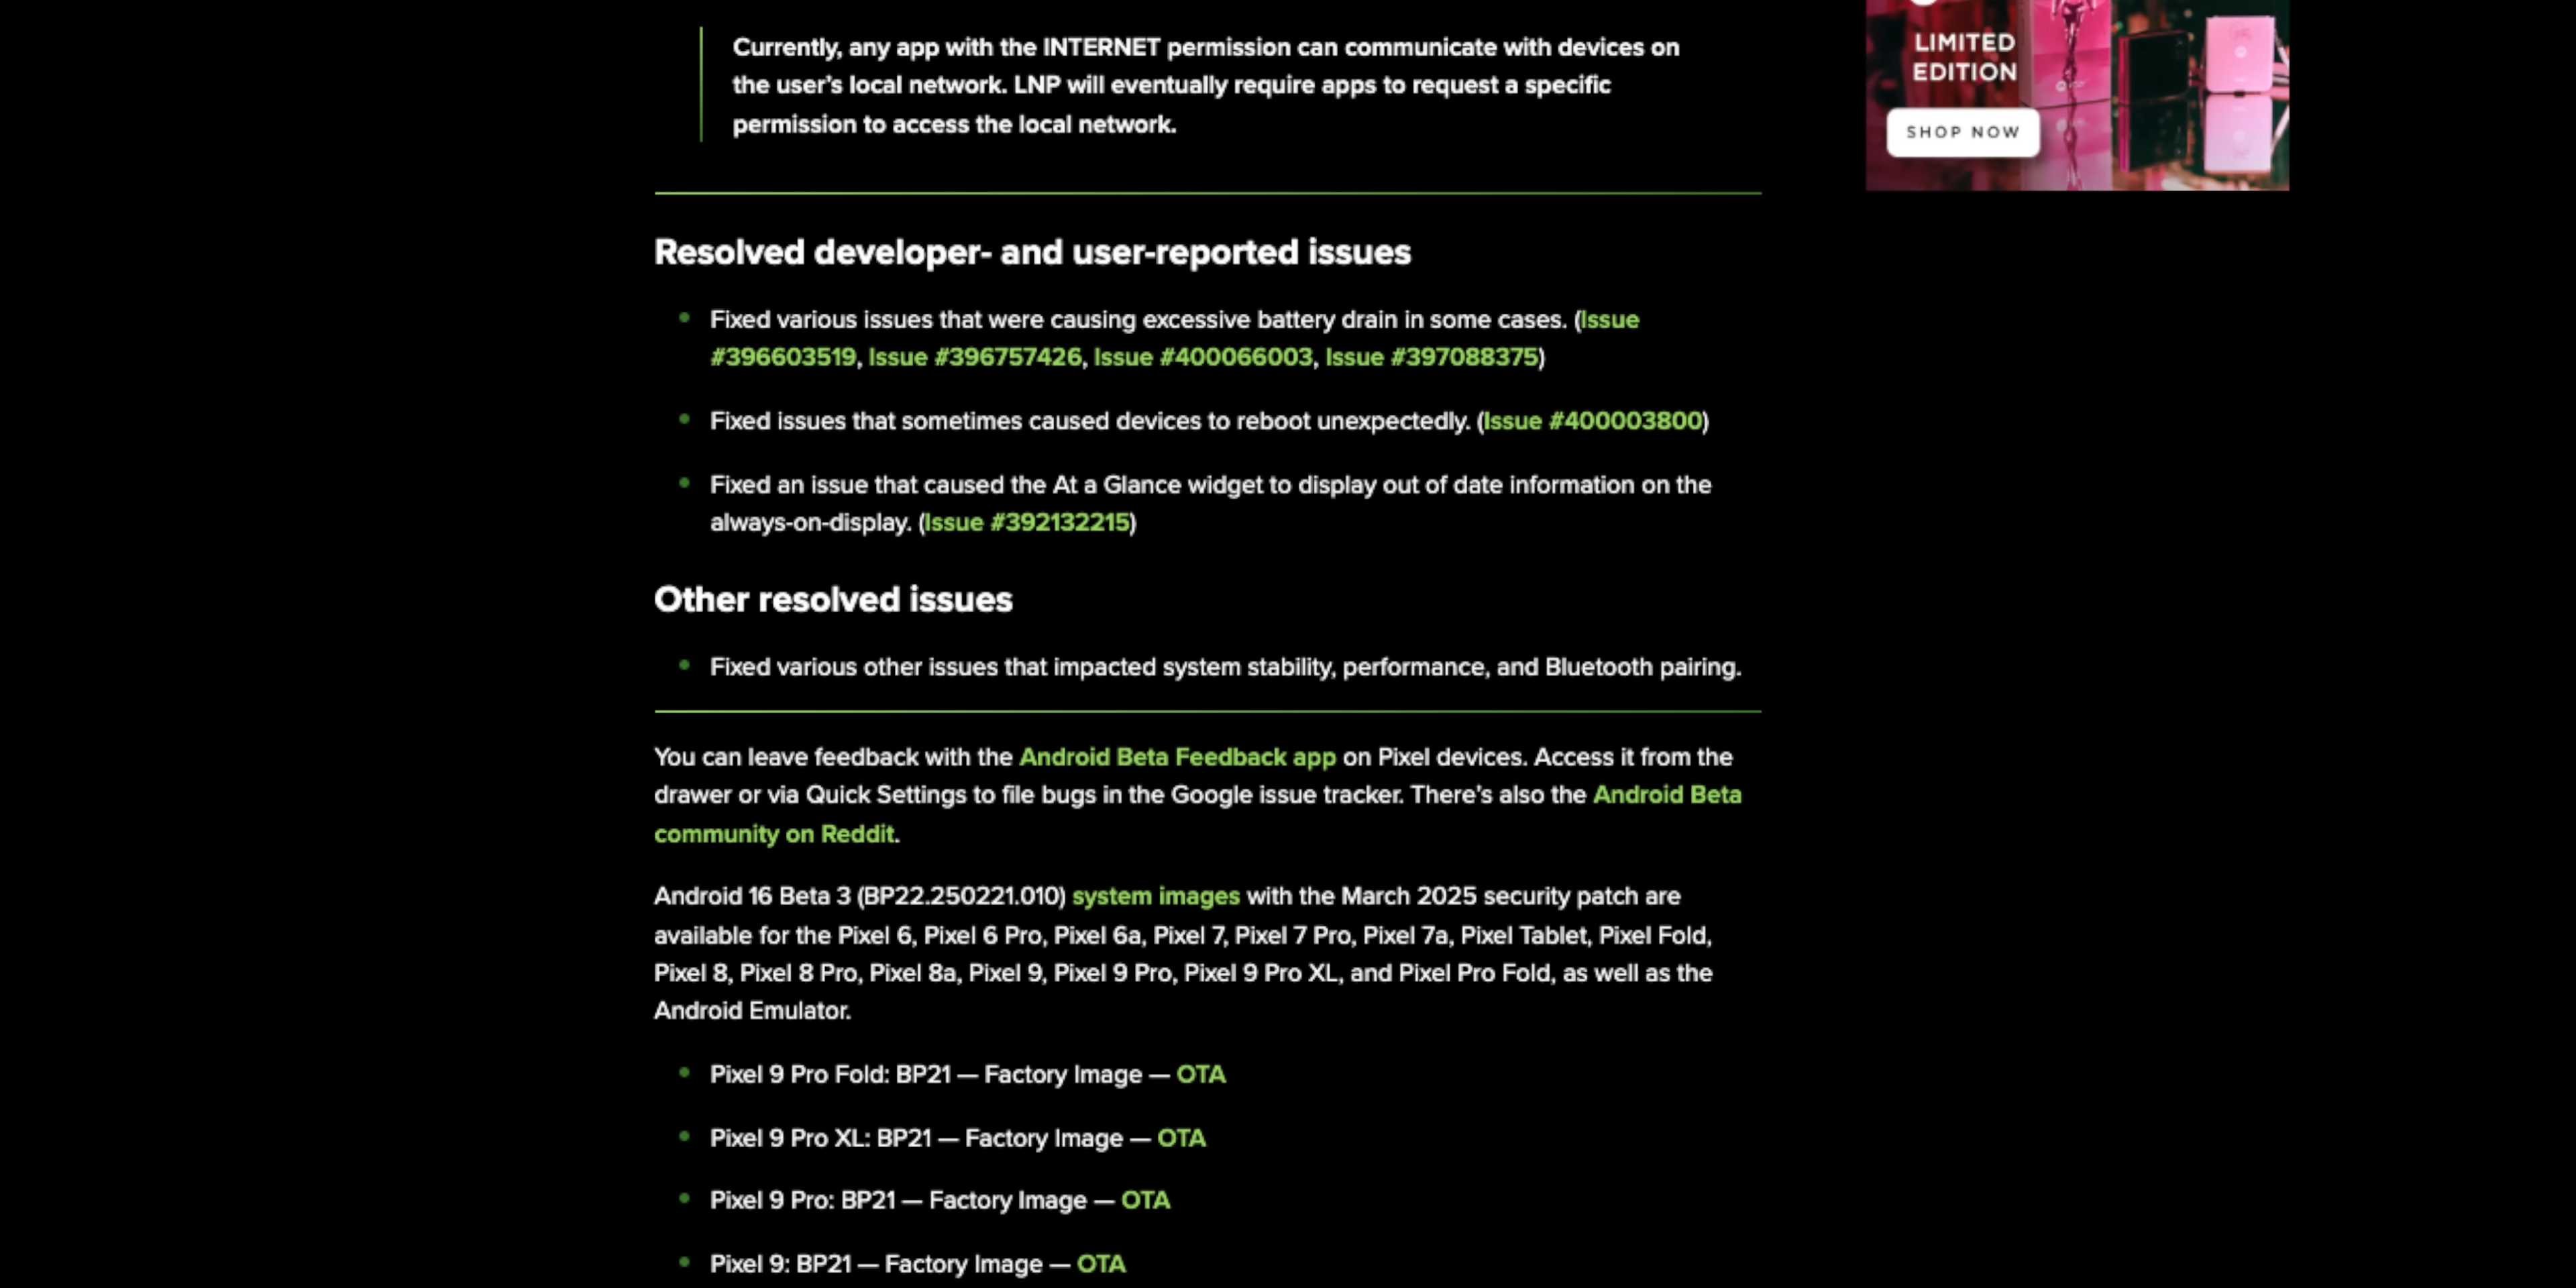 Currently, any app with the INTERNET permission can communicate with devices on
the user’s local network. LNP will eventually require apps to request a specific
permission to access the local network.
LIMITED
EDITION
SHOP NOW
Resolved developer- and user-reported issues
Fixed various issues that were causing excessive battery drain in some cases. (Issue
#396603519, Issue #396757426, Issue #400066003, Issue #397088375)
Fixed issues that sometimes caused devices to reboot unexpectedly. (Issue #400003800)
Fixed an issue that caused the At a Glance widget to display out of date information on the
always-on-display. (Issue #392132215)
Other resolved issues
Fixed various other issues that impacted system stability, performance, and Bluetooth pairing.
You can leave feedback with the Android Beta Feedback app on Pixel devices. Access it from the
drawer or via Quick Settings to file bugs in the Google issue tracker. There’s also the Android Beta
community on Reddit.
Android 16 Beta 3 (BP22.250221.010) system images with the March 2025 security patch are
available for the Pixel 6, Pixel 6 Pro, Pixel 6a, Pixel 7, Pixel 7 Pro, Pixel 7a, Pixel Tablet, Pixel Fold,
Pixel 8, Pixel 8 Pro, Pixel 8a, Pixel 9, Pixel 9 Pro, Pixel 9 Pro XL, and Pixel Pro Fold, as well as the
Android Emulator.
Pixel 9 Pro Fold: BP21 — Factory Image — OTA
Pixel 9 Pro XL: BP21 — Factory Image — OTA
Pixel 9 Pro: BP21 — Factory Image — OTA
Pixel 9: BP21 — Factory Image — OTA